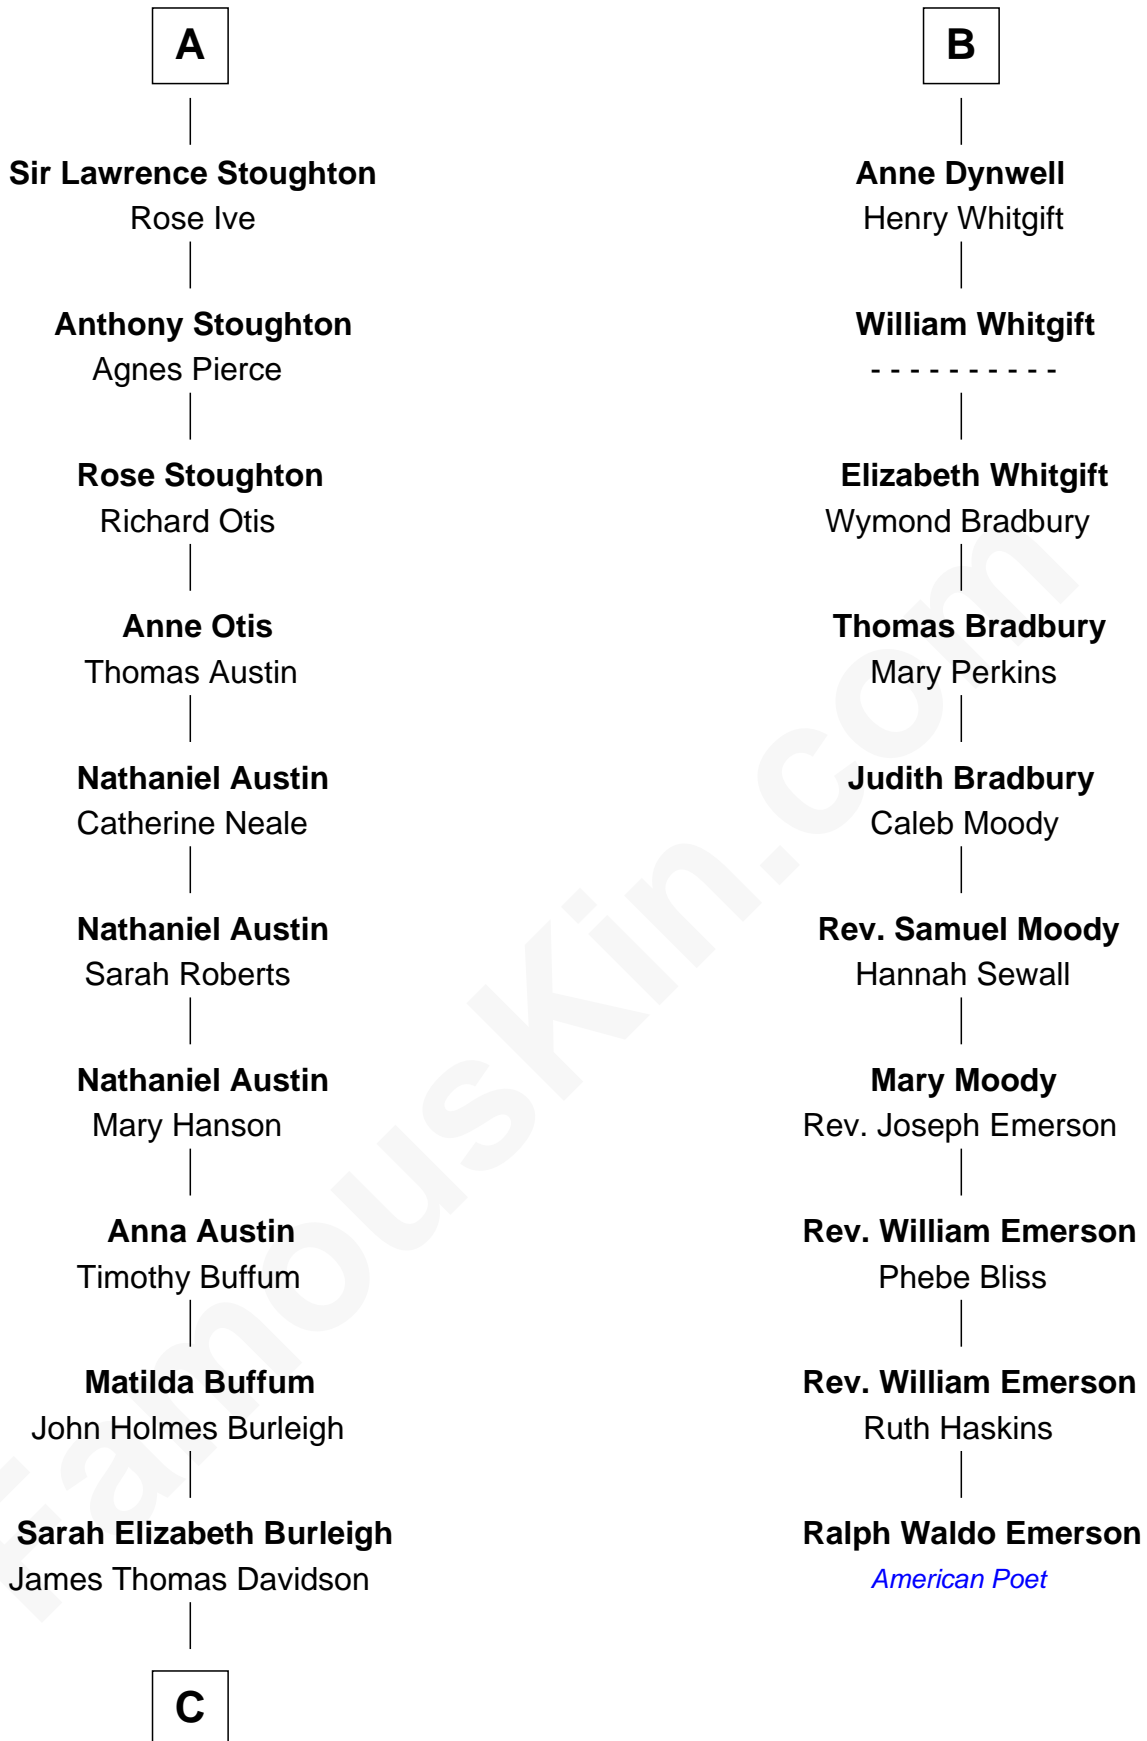 A
Sir Lawrence Stoughton
Rose Ive
Anthony Stoughton
Agnes Pierce
Rose Stoughton
Richard Otis
Anne Otis
Thomas Austin
Nathaniel Austin
Catherine Neale
Nathaniel Austin
Sarah Roberts
Nathaniel Austin
Mary Hanson
Anna Austin
Timothy Buffum
Matilda Buffum
John Holmes Burleigh
Sarah Elizabeth Burleigh
James Thomas Davidson
C
B
Anne Dynwell
Henry Whitgift
William Whitgift
- - - - - - - - - -
Elizabeth Whitgift
Wymond Bradbury
Thomas Bradbury
Mary Perkins
Judith Bradbury
Caleb Moody
Rev. Samuel Moody
Hannah Sewall
Mary Moody
Rev. Joseph Emerson
Rev. William Emerson
Phebe Bliss
Rev. William Emerson
Ruth Haskins
Ralph Waldo Emerson
American Poet
FamousKin.com